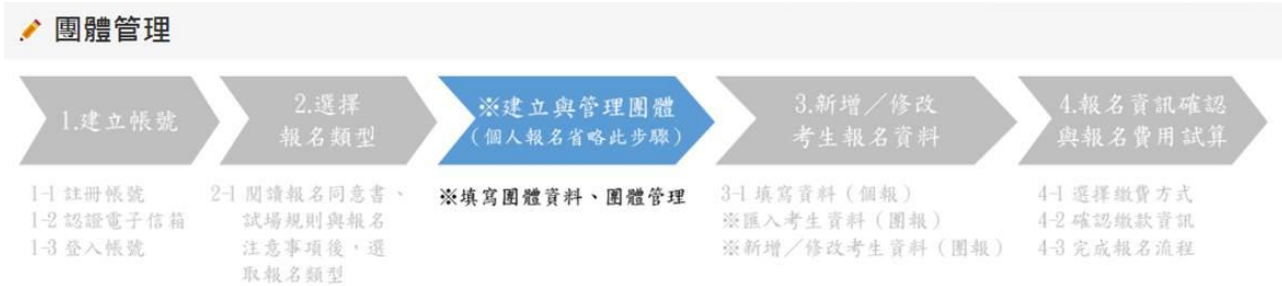 團體管理
1.建立帳號
2.選擇
報名類型
※建立與管理團體
(個人報名省略此步驟)
3.新增／修改
考生報名資料
4.報名資訊確認
與報名費用試算
1-1 註冊帳號
1-2 認證電子信箱
1-3 登入帳號
2-1 閱讀報名同意書、
試場規則與報名
注意事項後，選
取報名類型
※填寫團體資料、團體管理
3-1 填寫資料（個報）
※匯入考生資料（團報）
※新增／修改考生資料（團報）
4-1 選擇繳費方式
4-2 確認繳款資訊
4-3 完成報名流程